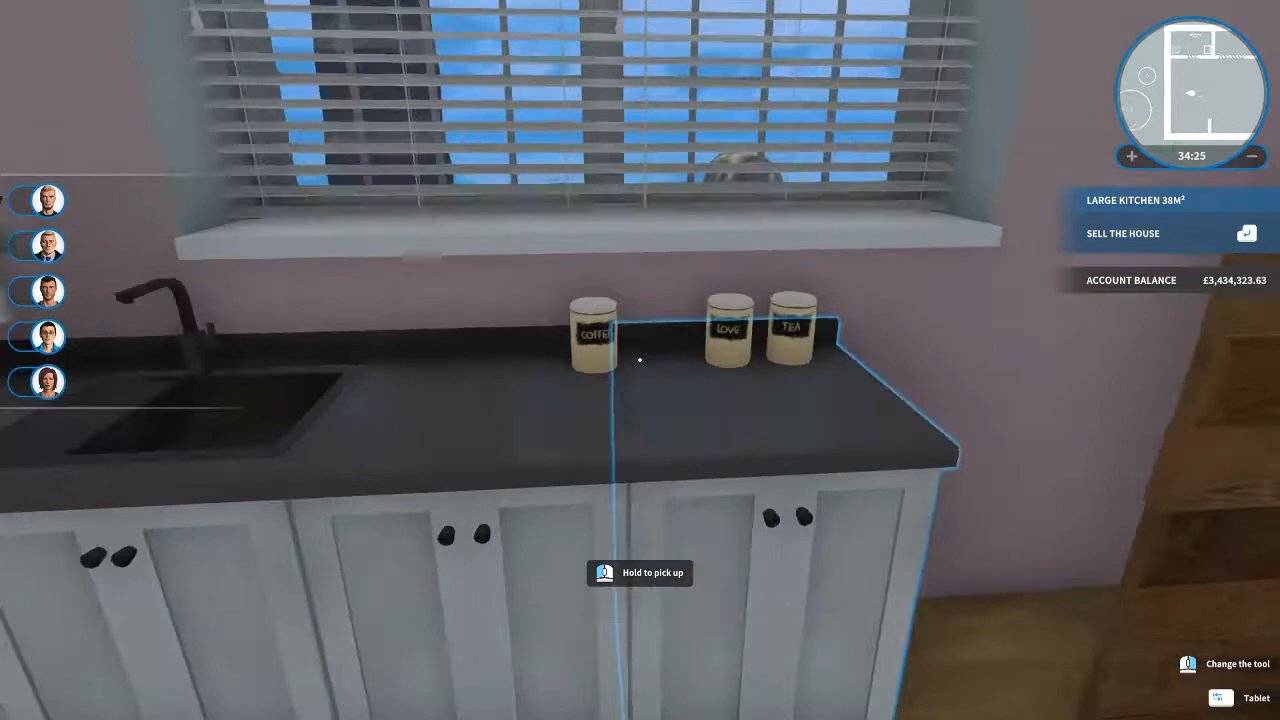 34:25
LARGE KITCHEN 38M²
SELL THE HOUSE
ACCOUNT BALANCE £3,434,323.63
COFFE
LOVE
TEA
Hold to pick up
Change the tool
Tablet